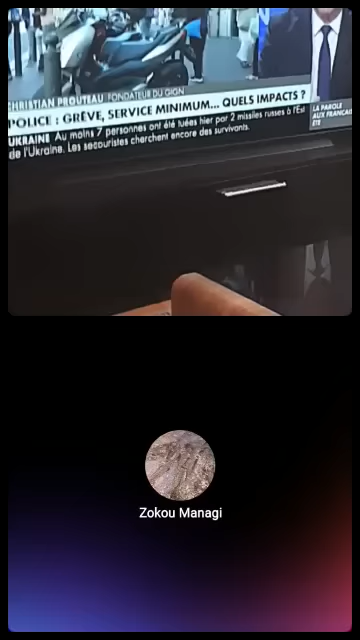 CHRISTIAN PROUTEAU FONDATEUR DU GIGN
POLICE : GRÈVE, SERVICE MINIMUM... QUELS IMPACTS ?
LA PAROLE
AUX FRANÇAIS
ÉTÉ
UKRAINE Au moins 7 personnes ont été tuées hier par 2 missiles russes à l'Est
de l'Ukraine. Les secouristes cherchent encore des survivants.
Zokou Managi